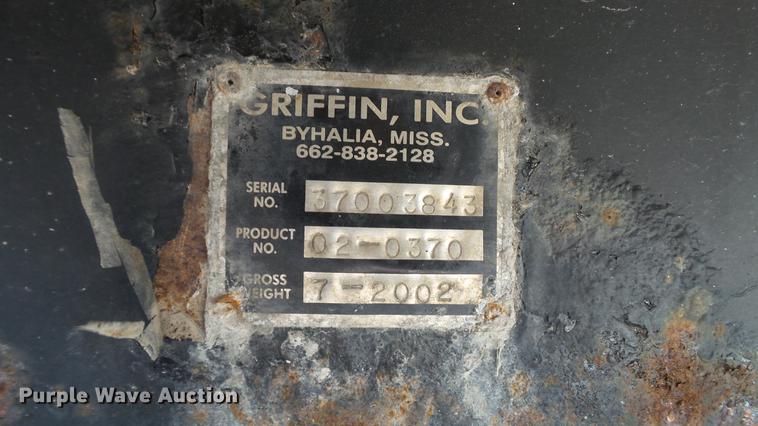 GRIFFIN, INC.
BYHALIA, MISS.
662-838-2128
SERIAL NO. 37003843
PRODUCT NO. 02-0370
GROSS WEIGHT 7-2002
Purple Wave Auction®